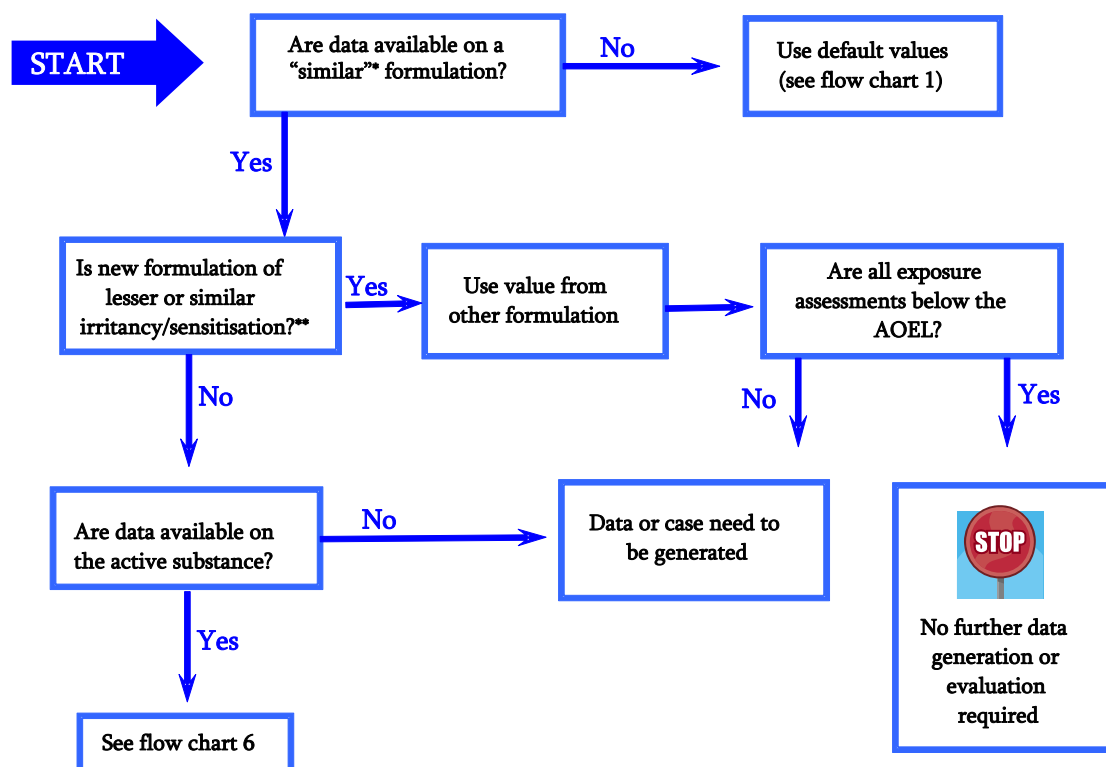 START
Are data available on a
“similar”* formulation?
No
Use default values
(see flow chart 1)
Yes
Is new formulation of
lesser or similar
irritancy/sensitisation?**
Yes
Use value from
other formulation
Are all exposure
assessments below the
AOEL?
No
No
Yes
Are data available on
the active substance?
No
Data or case need to
be generated
STOP
No further data
generation or
evaluation
required
Yes
See flow chart 6